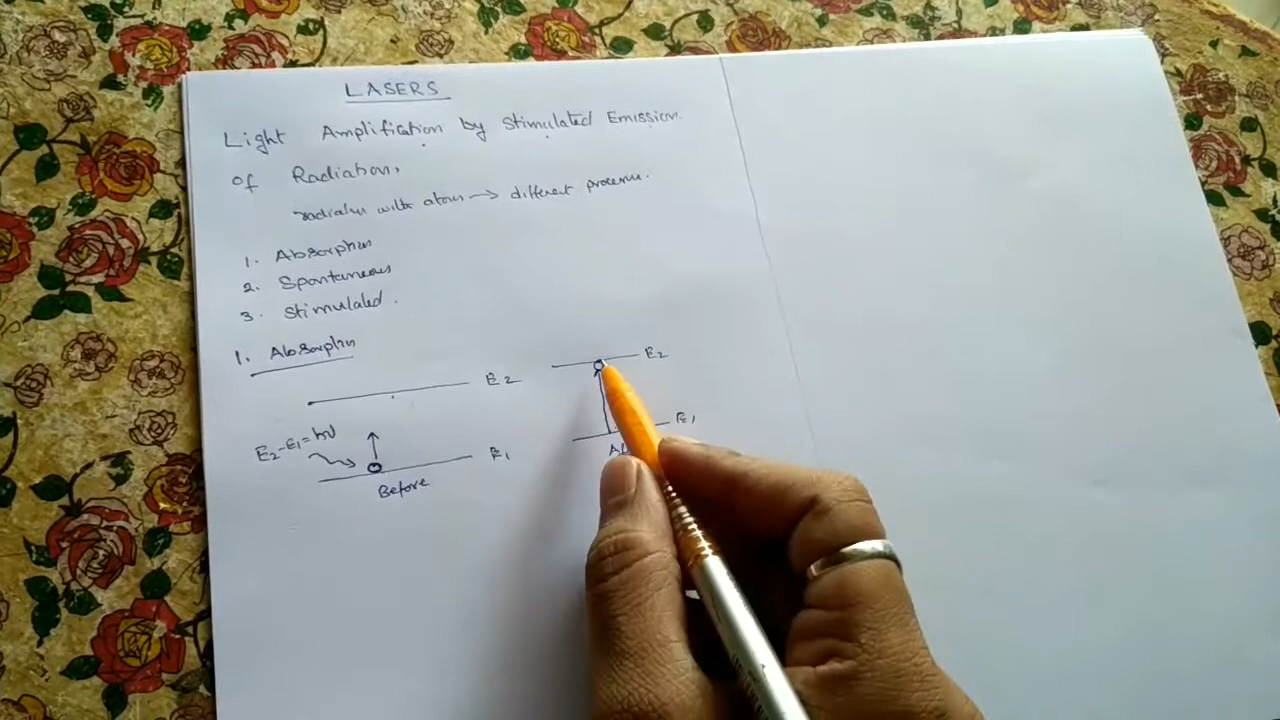 LASERS
Light Amplification by Stimulated Emission
of Radiation,
radiation with atom → different process.
1. Absorption
2. Spontaneous
3. Stimulated.
1. Absorption
E2
E2
E2-E1=hν
E1
E1
Before